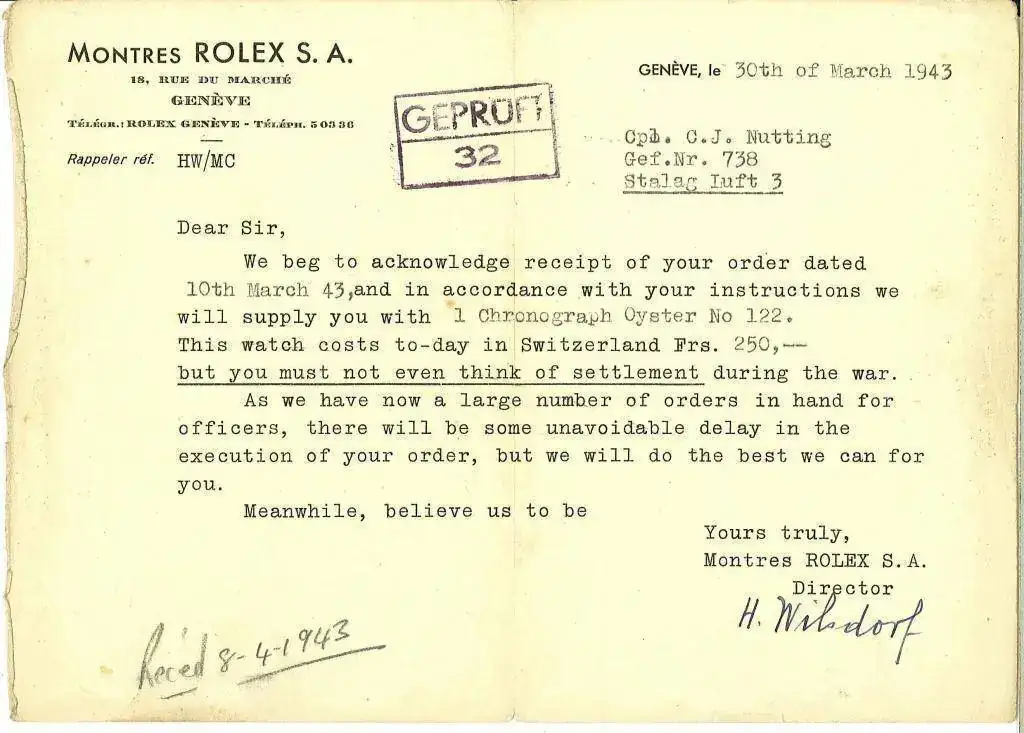 MONTRES ROLEX S. A.
18, RUE DU MARCHÉ
GENÈVE
TÉLÉGR.: ROLEX GENÈVE - TÉLÉPH. 50336
Rappeler réf. HW/MC
GEPRÜFT
32
GENÈVE, le 30th of March 1943
Cpl. C.J. Nutting
Gef.Nr. 738
Stalag Luft 3
Dear Sir,
We beg to acknowledge receipt of your order dated
10th March 43,and in accordance with your instructions we
will supply you with 1 Chronograph Oyster No 122.
This watch costs to-day in Switzerland Frs. 250,--
but you must not even think of settlement during the war.
As we have now a large number of orders in hand for
officers, there will be some unavoidable delay in the
execution of your order, but we will do the best we can for
you.
Meanwhile, believe us to be
Yours truly,
Montres ROLEX S.A.
Director
H. Wilsdorf
Reced 8-4-1943